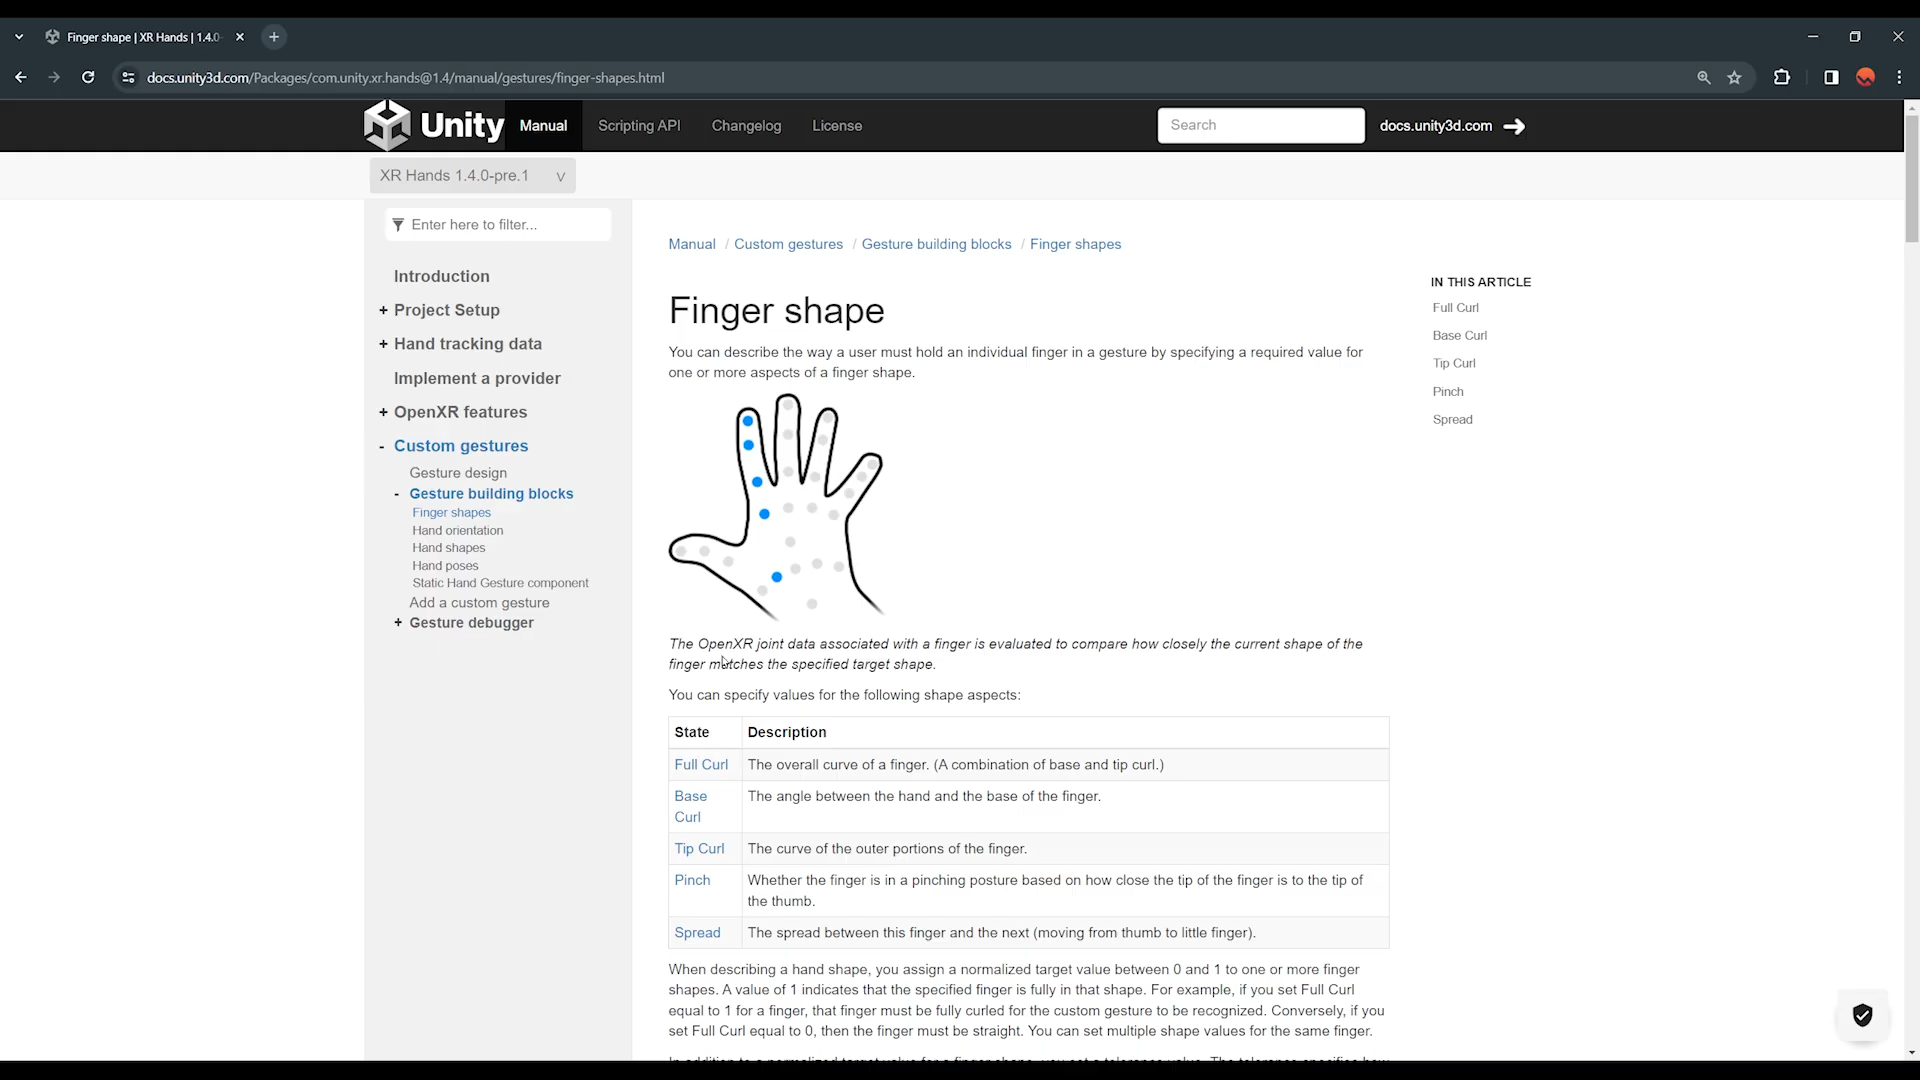 Finger shape | XR Hands | 1.4.0-
docs.unity3d.com/Packages/com.unity.xr.hands@1.4/manual/gestures/finger-shapes.html
Unity Manual Scripting API Changelog License Search docs.unity3d.com
XR Hands 1.4.0-pre.1
Enter here to filter...
Introduction
+ Project Setup
+ Hand tracking data
Implement a provider
+ OpenXR features
- Custom gestures
Gesture design
- Gesture building blocks
Finger shapes
Hand orientation
Hand shapes
Hand poses
Static Hand Gesture component
Add a custom gesture
+ Gesture debugger
Manual / Custom gestures / Gesture building blocks / Finger shapes
Finger shape
You can describe the way a user must hold an individual finger in a gesture by specifying a required value for
one or more aspects of a finger shape.
The OpenXR joint data associated with a finger is evaluated to compare how closely the current shape of the
finger matches the specified target shape.
You can specify values for the following shape aspects:
State Description
Full Curl The overall curve of a finger. (A combination of base and tip curl.)
Base The angle between the hand and the base of the finger.
Curl
Tip Curl The curve of the outer portions of the finger.
Pinch Whether the finger is in a pinching posture based on how close the tip of the finger is to the tip of
the thumb.
Spread The spread between this finger and the next (moving from thumb to little finger).
When describing a hand shape, you assign a normalized target value between 0 and 1 to one or more finger
shapes. A value of 1 indicates that the specified finger is fully in that shape. For example, if you set Full Curl
equal to 1 for a finger, that finger must be fully curled for the custom gesture to be recognized. Conversely, if you
set Full Curl equal to 0, then the finger must be straight. You can set multiple shape values for the same finger.
IN THIS ARTICLE
Full Curl
Base Curl
Tip Curl
Pinch
Spread